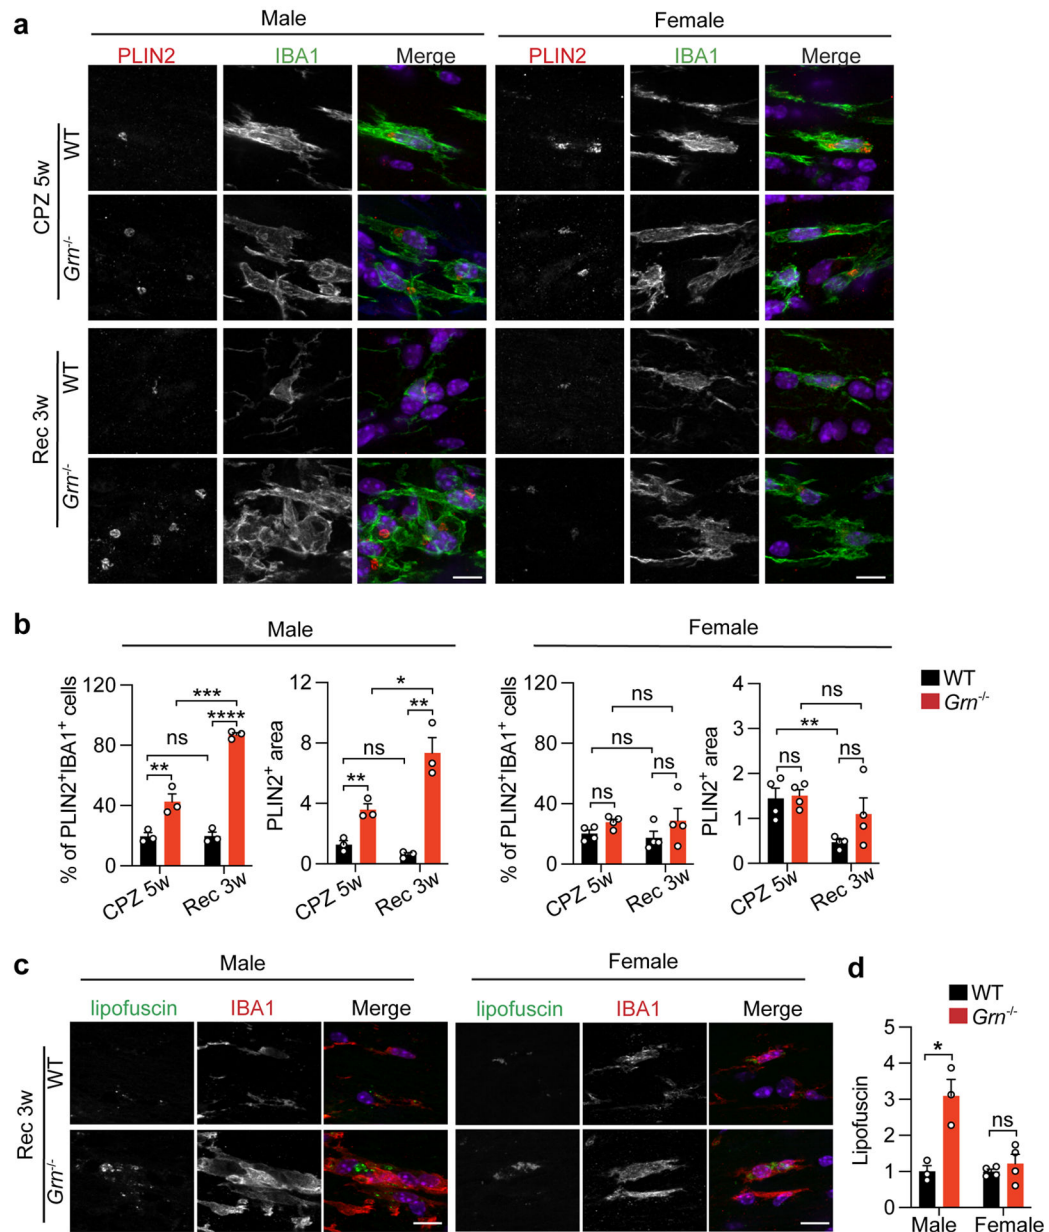 a
Male Female
PLIN2 IBA1 Merge PLIN2 IBA1 Merge
CPZ 5w
WT
Grn-/-
Rec 3w
WT
Grn-/-
b
Male Female
WT
Grn-/-
% of PLIN2+IBA1+ cells
120
80
40
0
ns
**
***
****
CPZ 5w Rec 3w
PLIN2+ area
12
8
4
0
ns
**
*
**
CPZ 5w Rec 3w
% of PLIN2+IBA1+ cells
120
80
40
0
ns
ns
ns
ns
CPZ 5w Rec 3w
PLIN2+ area
4
3
2
1
0
ns
**
ns
ns
CPZ 5w Rec 3w
c
Male Female
lipofuscin IBA1 Merge lipofuscin IBA1 Merge
Rec 3w
WT
Grn-/-
d
WT
Grn-/-
Lipofuscin
5
4
3
2
1
0
*
ns
Male Female